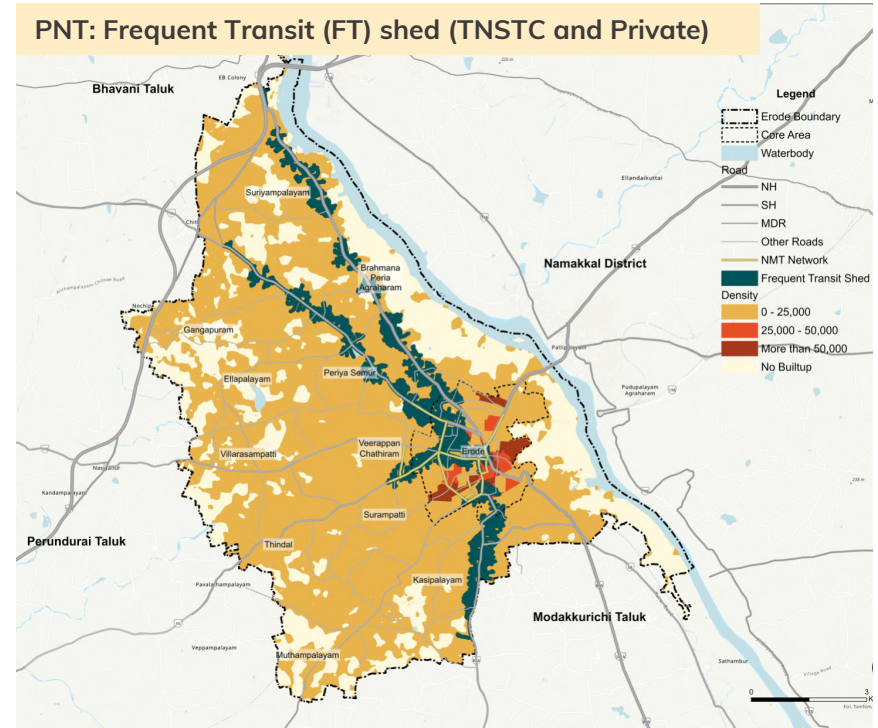 PNT: Frequent Transit (FT) shed (TNSTC and Private)
Bhavani Taluk
EB Colony
Suriyampalayam
Ellandaikuttai
Brahmana
Peria
Agraharam
Namakkal District
Gangapuram
Periya Semur
Ellapalayam
Pudupalayam
Agraharam
Veerappan
Chathiram
Erode
Villarasampatti
Surampatti
Perundurai Taluk
Thindal
Kasipalayam
Modakkurichi Taluk
Veppampalayam
Muthampalayam
Sathambur
Village Road
Legend
Erode Boundary
Core Area
Waterbody
Road
NH
SH
MDR
Other Roads
NMT Network
Frequent Transit Shed
Density
0 - 25,000
25,000 - 50,000
More than 50,000
No Builtup
0
3